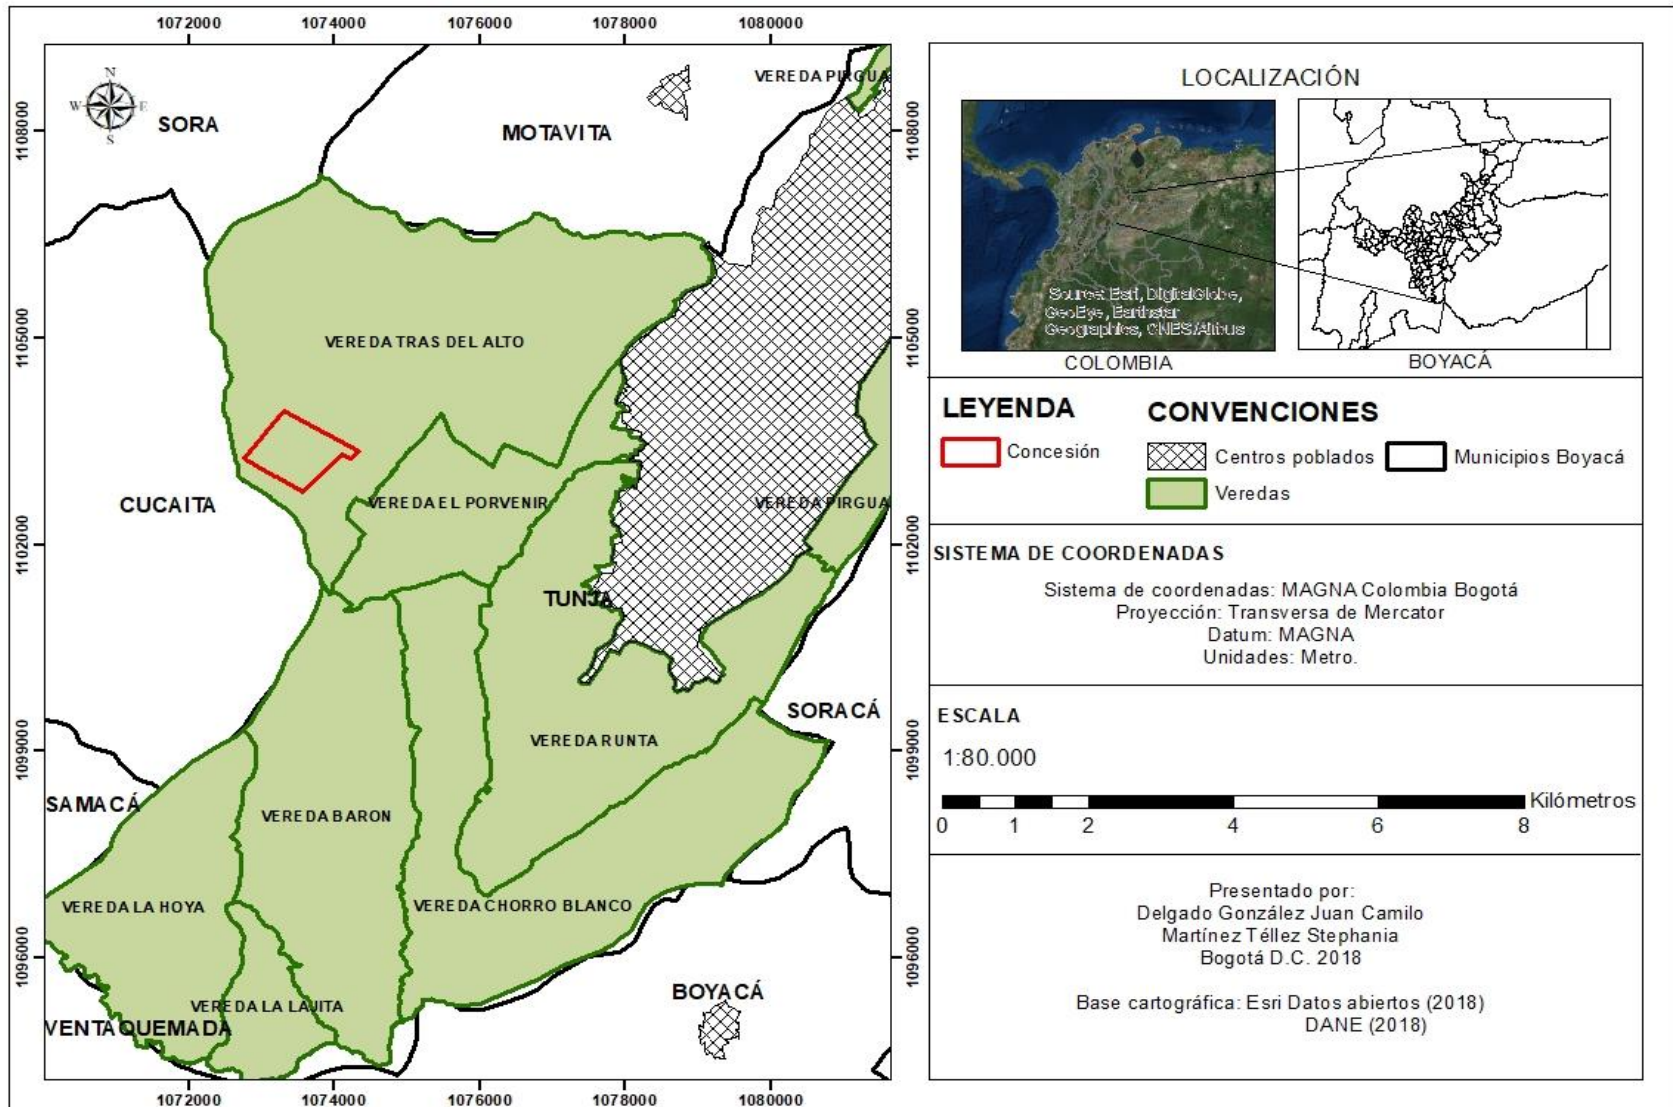 1072000 1074000 1076000 1078000 1080000
1108000
1105000
1102000
1099000
1096000
N
W E
S
SORA
MOTAVITA
VEREDA PIRGUA
VEREDA TRAS DEL ALTO
CUCAITA
VEREDA EL PORVENIR
VEREDA PIRGUA
TUNJA
SORACÁ
VEREDA RUNTA
SAMACÁ
VEREDA BARON
VEREDA LA HOYA
VEREDA CHORRO BLANCO
BOYACÁ
VEREDA LA LAJITA
VENTAQUEMADA
1108000
1105000
1102000
1099000
1096000
1072000 1074000 1076000 1078000 1080000
LOCALIZACIÓN
Source: Esri, DigitalGlobe,
GeoEye, Earthstar
Geographics, CNES/Airbus
COLOMBIA
BOYACÁ
LEYENDA
Concesión
CONVENCIONES
Centros poblados
Municipios Boyacá
Veredas
SISTEMA DE COORDENADAS
Sistema de coordenadas: MAGNA Colombia Bogotá
Proyección: Transversa de Mercator
Datum: MAGNA
Unidades: Metro.
ESCALA
1:80.000
Kilómetros
0 1 2 4 6 8
Presentado por:
Delgado González Juan Camilo
Martínez Téllez Stephania
Bogotá D.C. 2018
Base cartográfica: Esri Datos abiertos (2018)
DANE (2018)